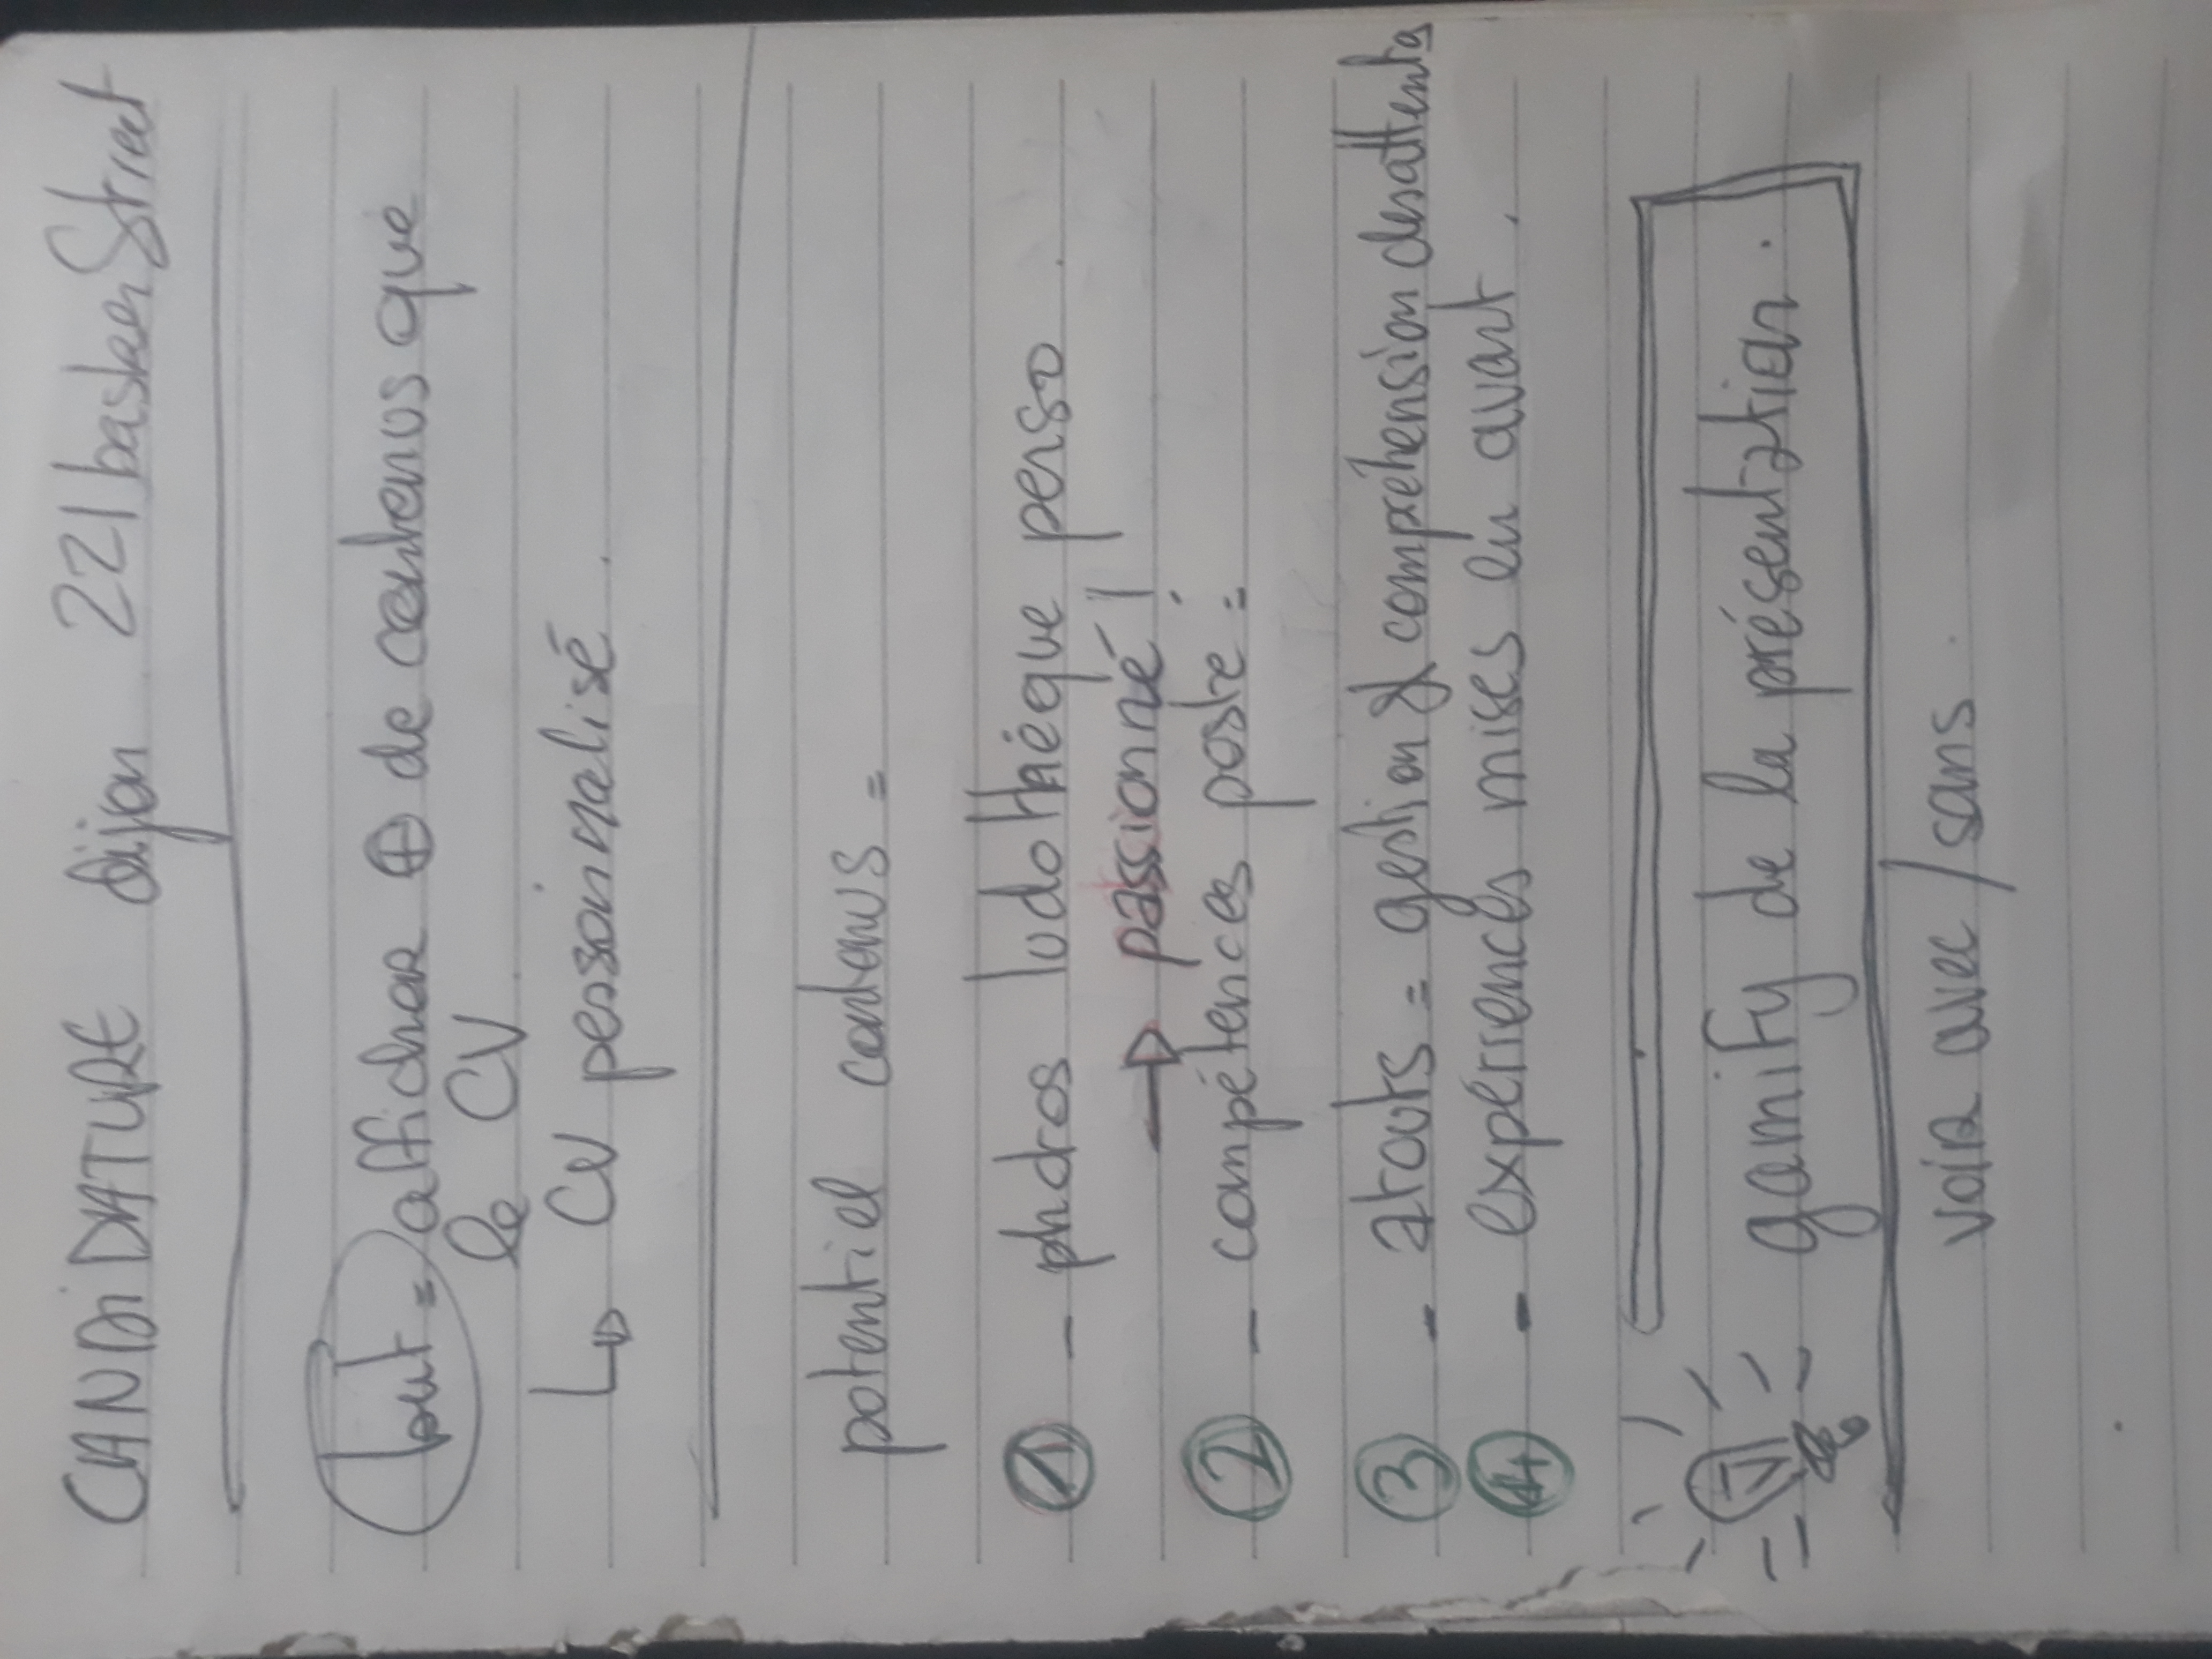 CANDIDATURE dijon 221 basker Street
but = afficher ⊕ de contenus que
le CV
↳ CV personnalisé.
potentiel contenus =
① - photos ludothèque perso.
→ passionné !
② - compétences poste :
③ - atouts = gestion & compréhension des attentes
④ - expériences mises en avant.
gamify de la présentation.
voir avec / sans.